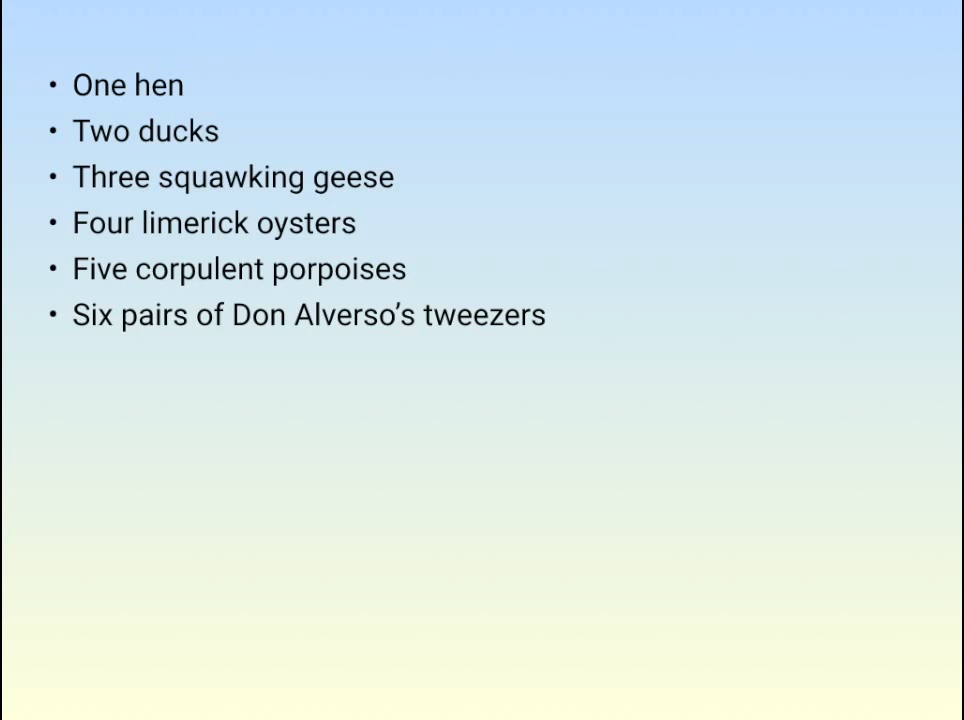 • One hen
• Two ducks
• Three squawking geese
• Four limerick oysters
• Five corpulent porpoises
• Six pairs of Don Alverso’s tweezers